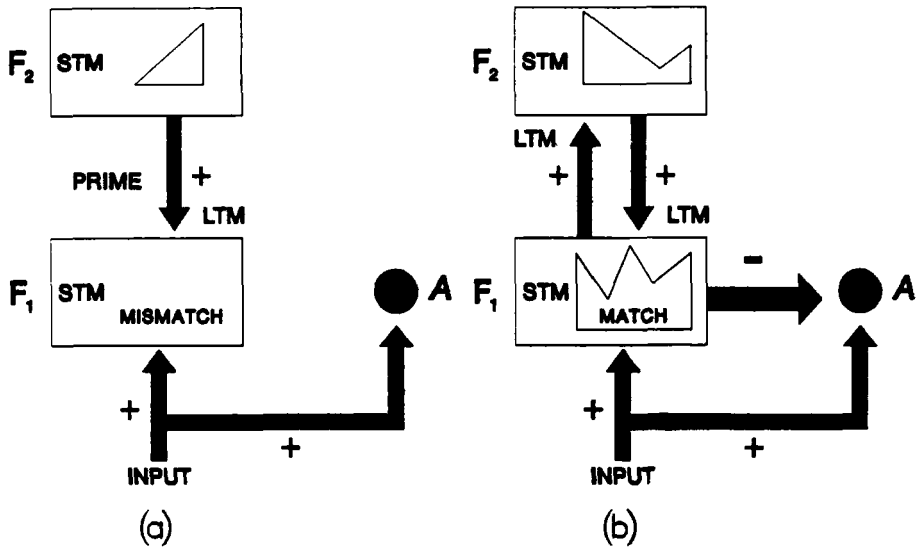 F2 STM
+
PRIME
LTM
F1 STM
MISMATCH
A
+
+
INPUT
(a)
F2 STM
LTM
+
+
LTM
F1 STM
MATCH
−
A
+
+
INPUT
(b)